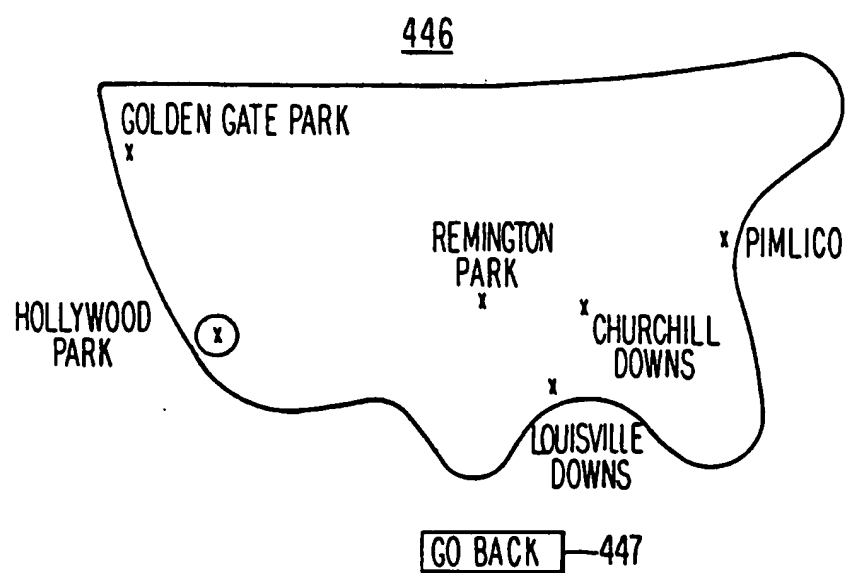 446
GOLDEN GATE PARK
x
REMINGTON
PARK
x
x PIMLICO
HOLLYWOOD
PARK
x
x
CHURCHILL
DOWNS
x
LOUISVILLE
DOWNS
GO BACK 447